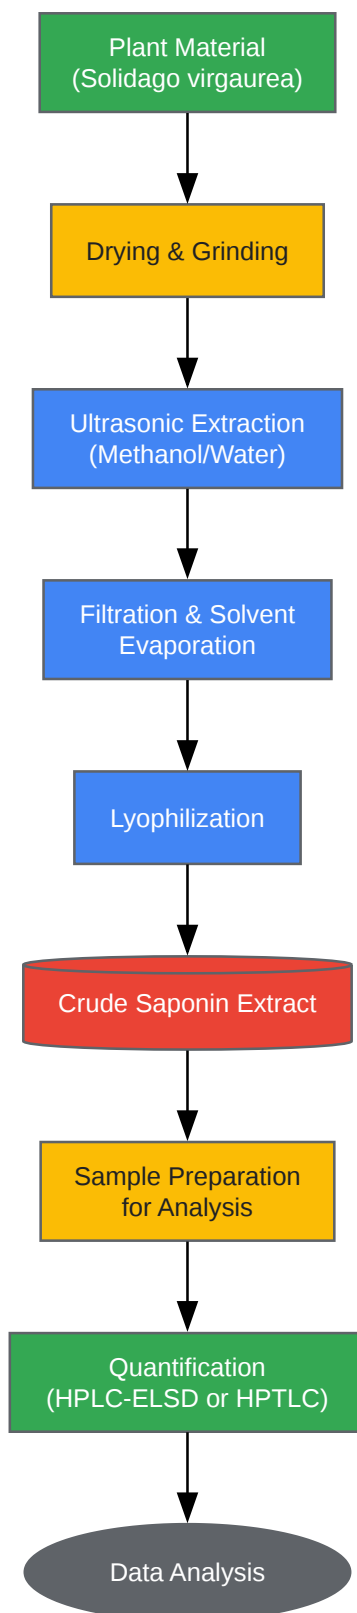 Plant Material
(Solidago virgaurea)
Drying & Grinding
Ultrasonic Extraction
(Methanol/Water)
Filtration & Solvent
Evaporation
Lyophilization
Crude Saponin Extract
Sample Preparation
for Analysis
Quantification
(HPLC-ELSD or HPTLC)
Data Analysis